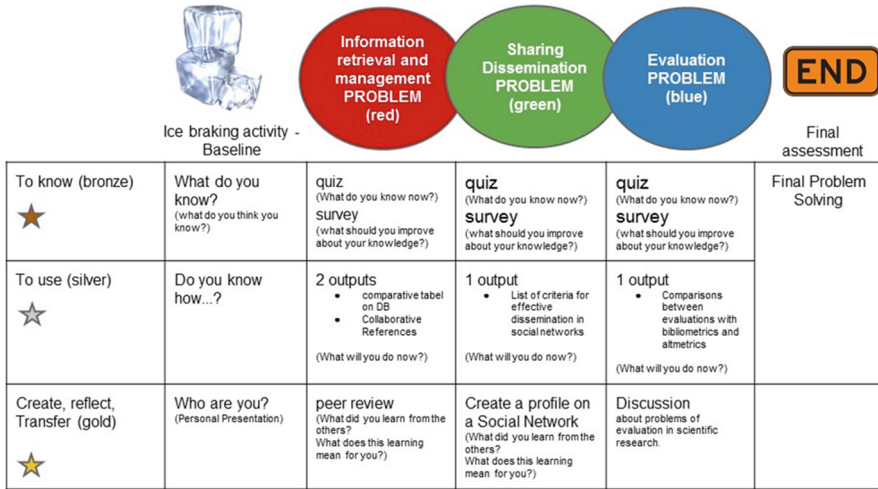 Information
retrieval and
management
PROBLEM
(red)
Sharing
Dissemination
PROBLEM
(green)
Evaluation
PROBLEM
(blue)
END
Ice braking activity -
Baseline
Final
assessment
To know (bronze)
What do you
know?
(what do you think you
know?)
quiz
(What do you know now?)
survey
(what should you improve
about your knowledge?)
quiz
(What do you know now?)
survey
(what should you improve
about your knowledge?)
quiz
(What do you know now?)
survey
(what should you improve
about your knowledge?)
Final Problem
Solving
To use (silver)
Do you know
how...?
2 outputs
• comparative tabel
on DB
• Collaborative
References
(What will you do now?)
1 output
• List of criteria for
effective
dissemination in
social networks
(What will you do now?)
1 output
• Comparisons
between
evaluations with
bibliometrics and
altmetrics
(What will you do now?)
Create, reflect,
Transfer (gold)
Who are you?
(Personal Presentation)
peer review
(What did you learn from the
others?
What does this learning
mean for you?)
Create a profile on
a Social Network
(What did you learn from the
others?
What does this learning
mean for you?)
Discussion
about problems of
evaluation in scientific
research.